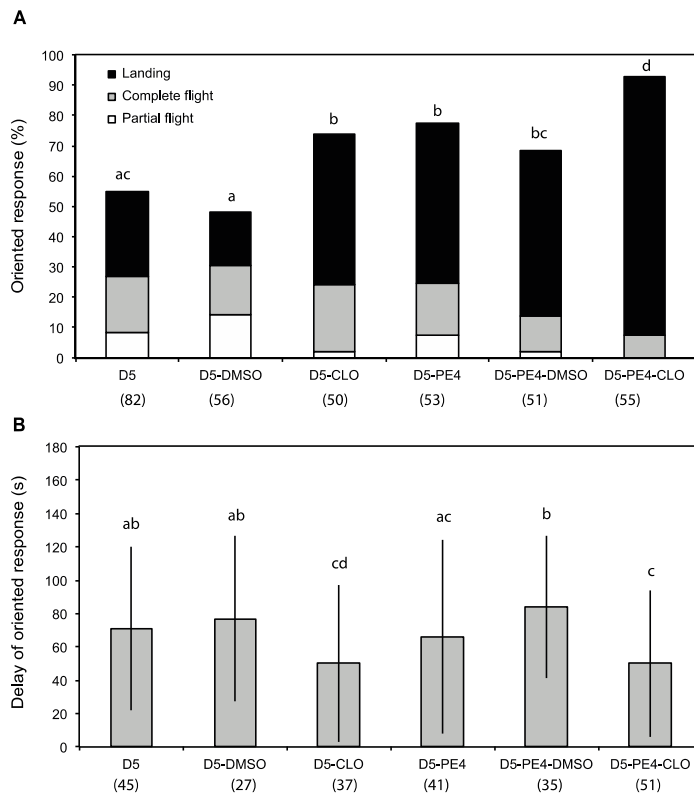 A
Oriented response (%)
100
90
80
70
60
50
40
30
20
10
0
Landing
Complete flight
Partial flight
ac
a
b
b
bc
d
D5 D5-DMSO D5-CLO D5-PE4 D5-PE4-DMSO D5-PE4-CLO
(82) (56) (50) (53) (51) (55)
B
Delay of oriented response (s)
180
160
140
120
100
80
60
40
20
0
ab
ab
cd
ac
b
c
D5 D5-DMSO D5-CLO D5-PE4 D5-PE4-DMSO D5-PE4-CLO
(45) (27) (37) (41) (35) (51)